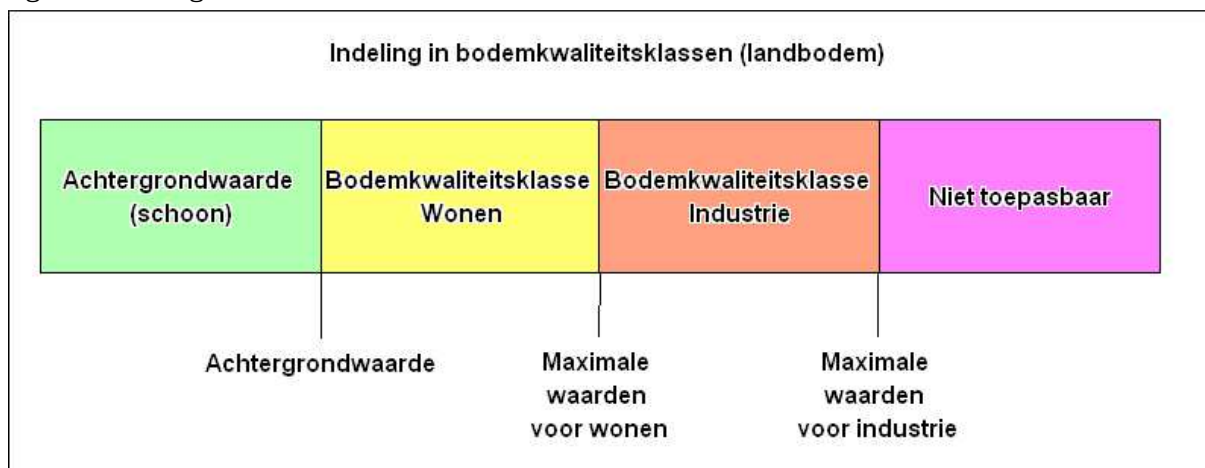 Indeling in bodemkwaliteitsklassen (landbodem)
Achtergrondwaarde
(schoon)
Bodemkwaliteitsklasse
Wonen
Bodemkwaliteitsklasse
Industrie
Niet toepasbaar
Achtergrondwaarde
Maximale
waarden
voor wonen
Maximale
waarden
voor industrie